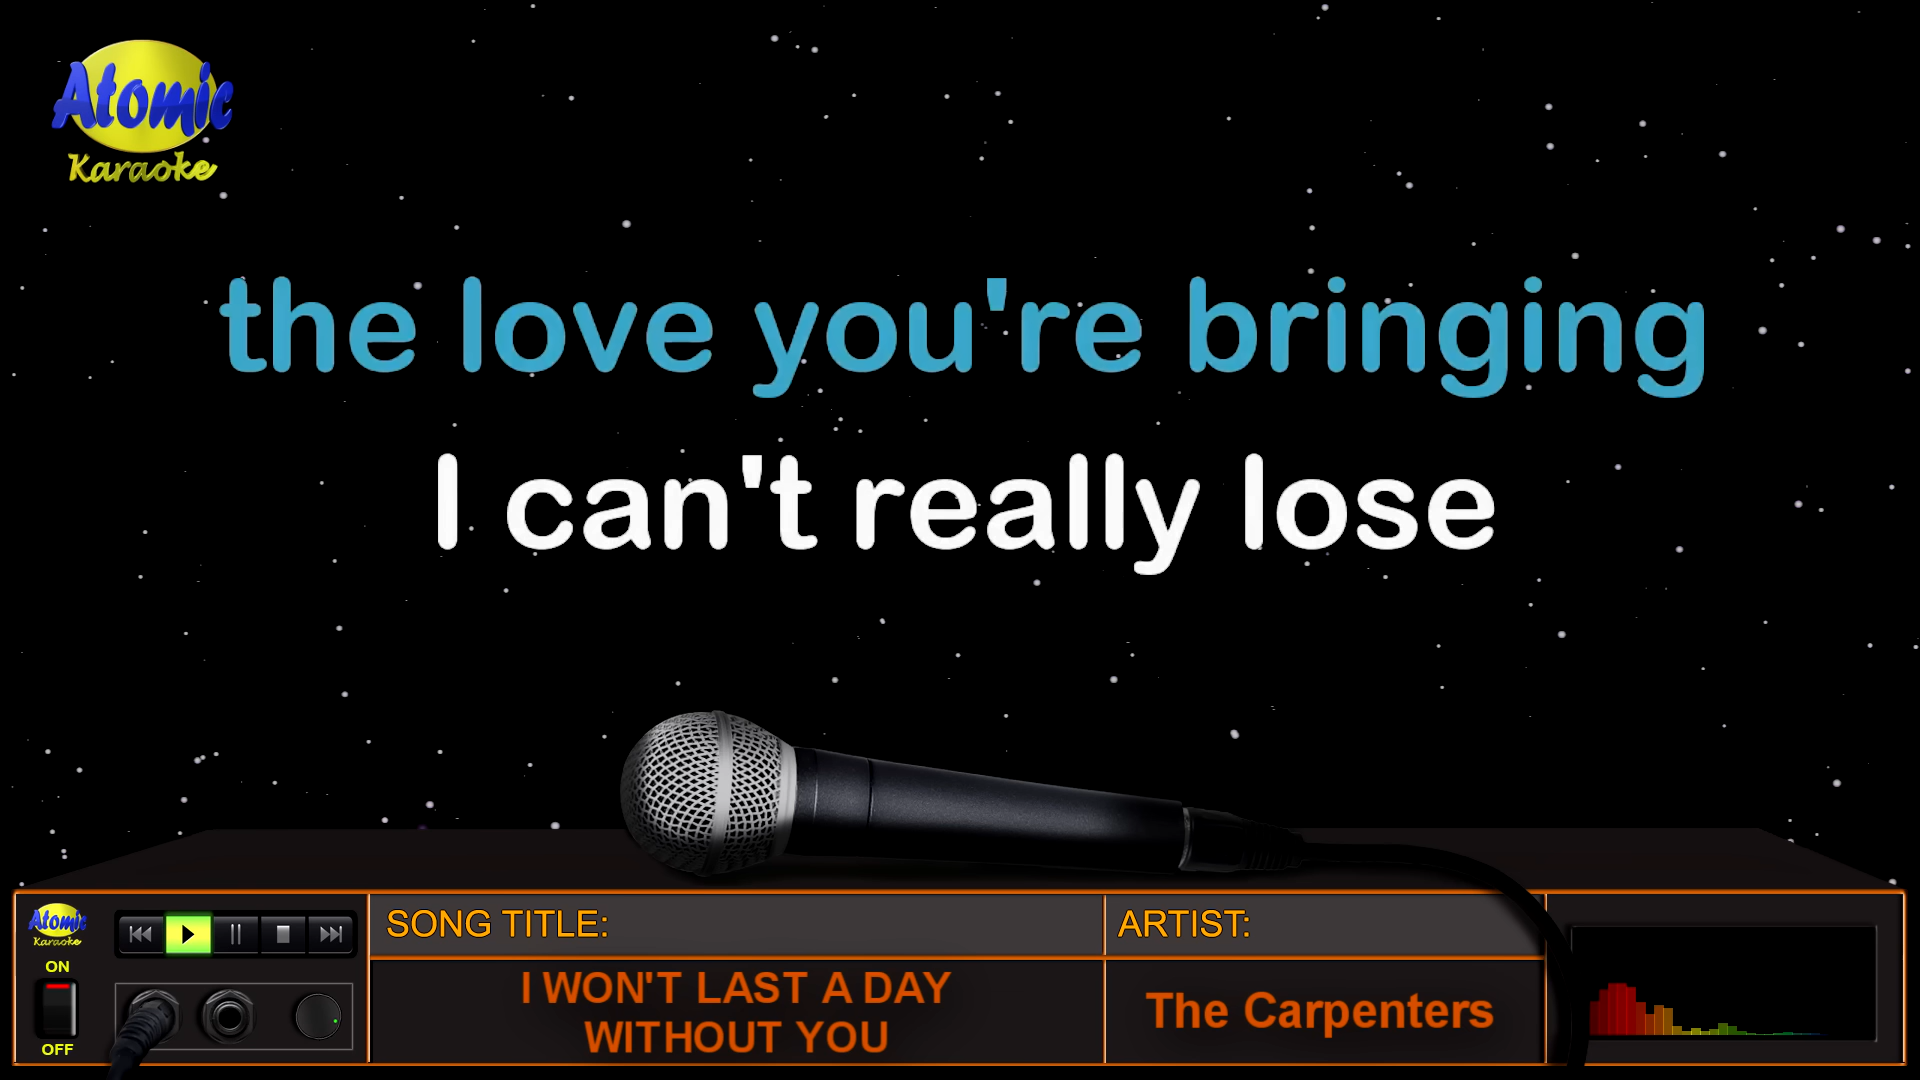 Atomic
Karaoke
the love you're bringing
I can't really lose
Atomic
Karaoke
ON
OFF
SONG TITLE:
I WON'T LAST A DAY
WITHOUT YOU
ARTIST:
The Carpenters